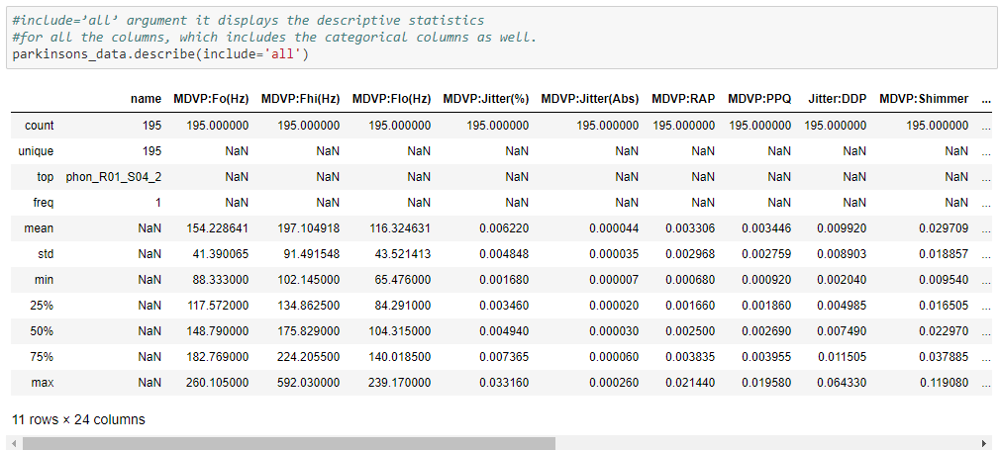 #include=’all’ argument it displays the descriptive statistics
#for all the columns, which includes the categorical columns as well.
parkinsons_data.describe(include='all')
name MDVP:Fo(Hz) MDVP:Fhi(Hz) MDVP:Flo(Hz) MDVP:Jitter(%) MDVP:Jitter(Abs) MDVP:RAP MDVP:PPQ Jitter:DDP MDVP:Shimmer ...
count 195 195.000000 195.000000 195.000000 195.000000 195.000000 195.000000 195.000000 195.000000 195.000000 ...
unique 195 NaN NaN NaN NaN NaN NaN NaN NaN NaN ...
top phon_R01_S04_2 NaN NaN NaN NaN NaN NaN NaN NaN NaN ...
freq 1 NaN NaN NaN NaN NaN NaN NaN NaN NaN ...
mean NaN 154.228641 197.104918 116.324631 0.006220 0.000044 0.003306 0.003446 0.009920 0.029709 ...
std NaN 41.390065 91.491548 43.521413 0.004848 0.000035 0.002968 0.002759 0.008903 0.018857 ...
min NaN 88.333000 102.145000 65.476000 0.001680 0.000007 0.000680 0.000920 0.002040 0.009540 ...
25% NaN 117.572000 134.862500 84.291000 0.003460 0.000020 0.001660 0.001860 0.004985 0.016505 ...
50% NaN 148.790000 175.829000 104.315000 0.004940 0.000030 0.002500 0.002690 0.007490 0.022970 ...
75% NaN 182.769000 224.205500 140.018500 0.007365 0.000060 0.003835 0.003955 0.011505 0.037885 ...
max NaN 260.105000 592.030000 239.170000 0.033160 0.000260 0.021440 0.019580 0.064330 0.119080 ...
11 rows × 24 columns